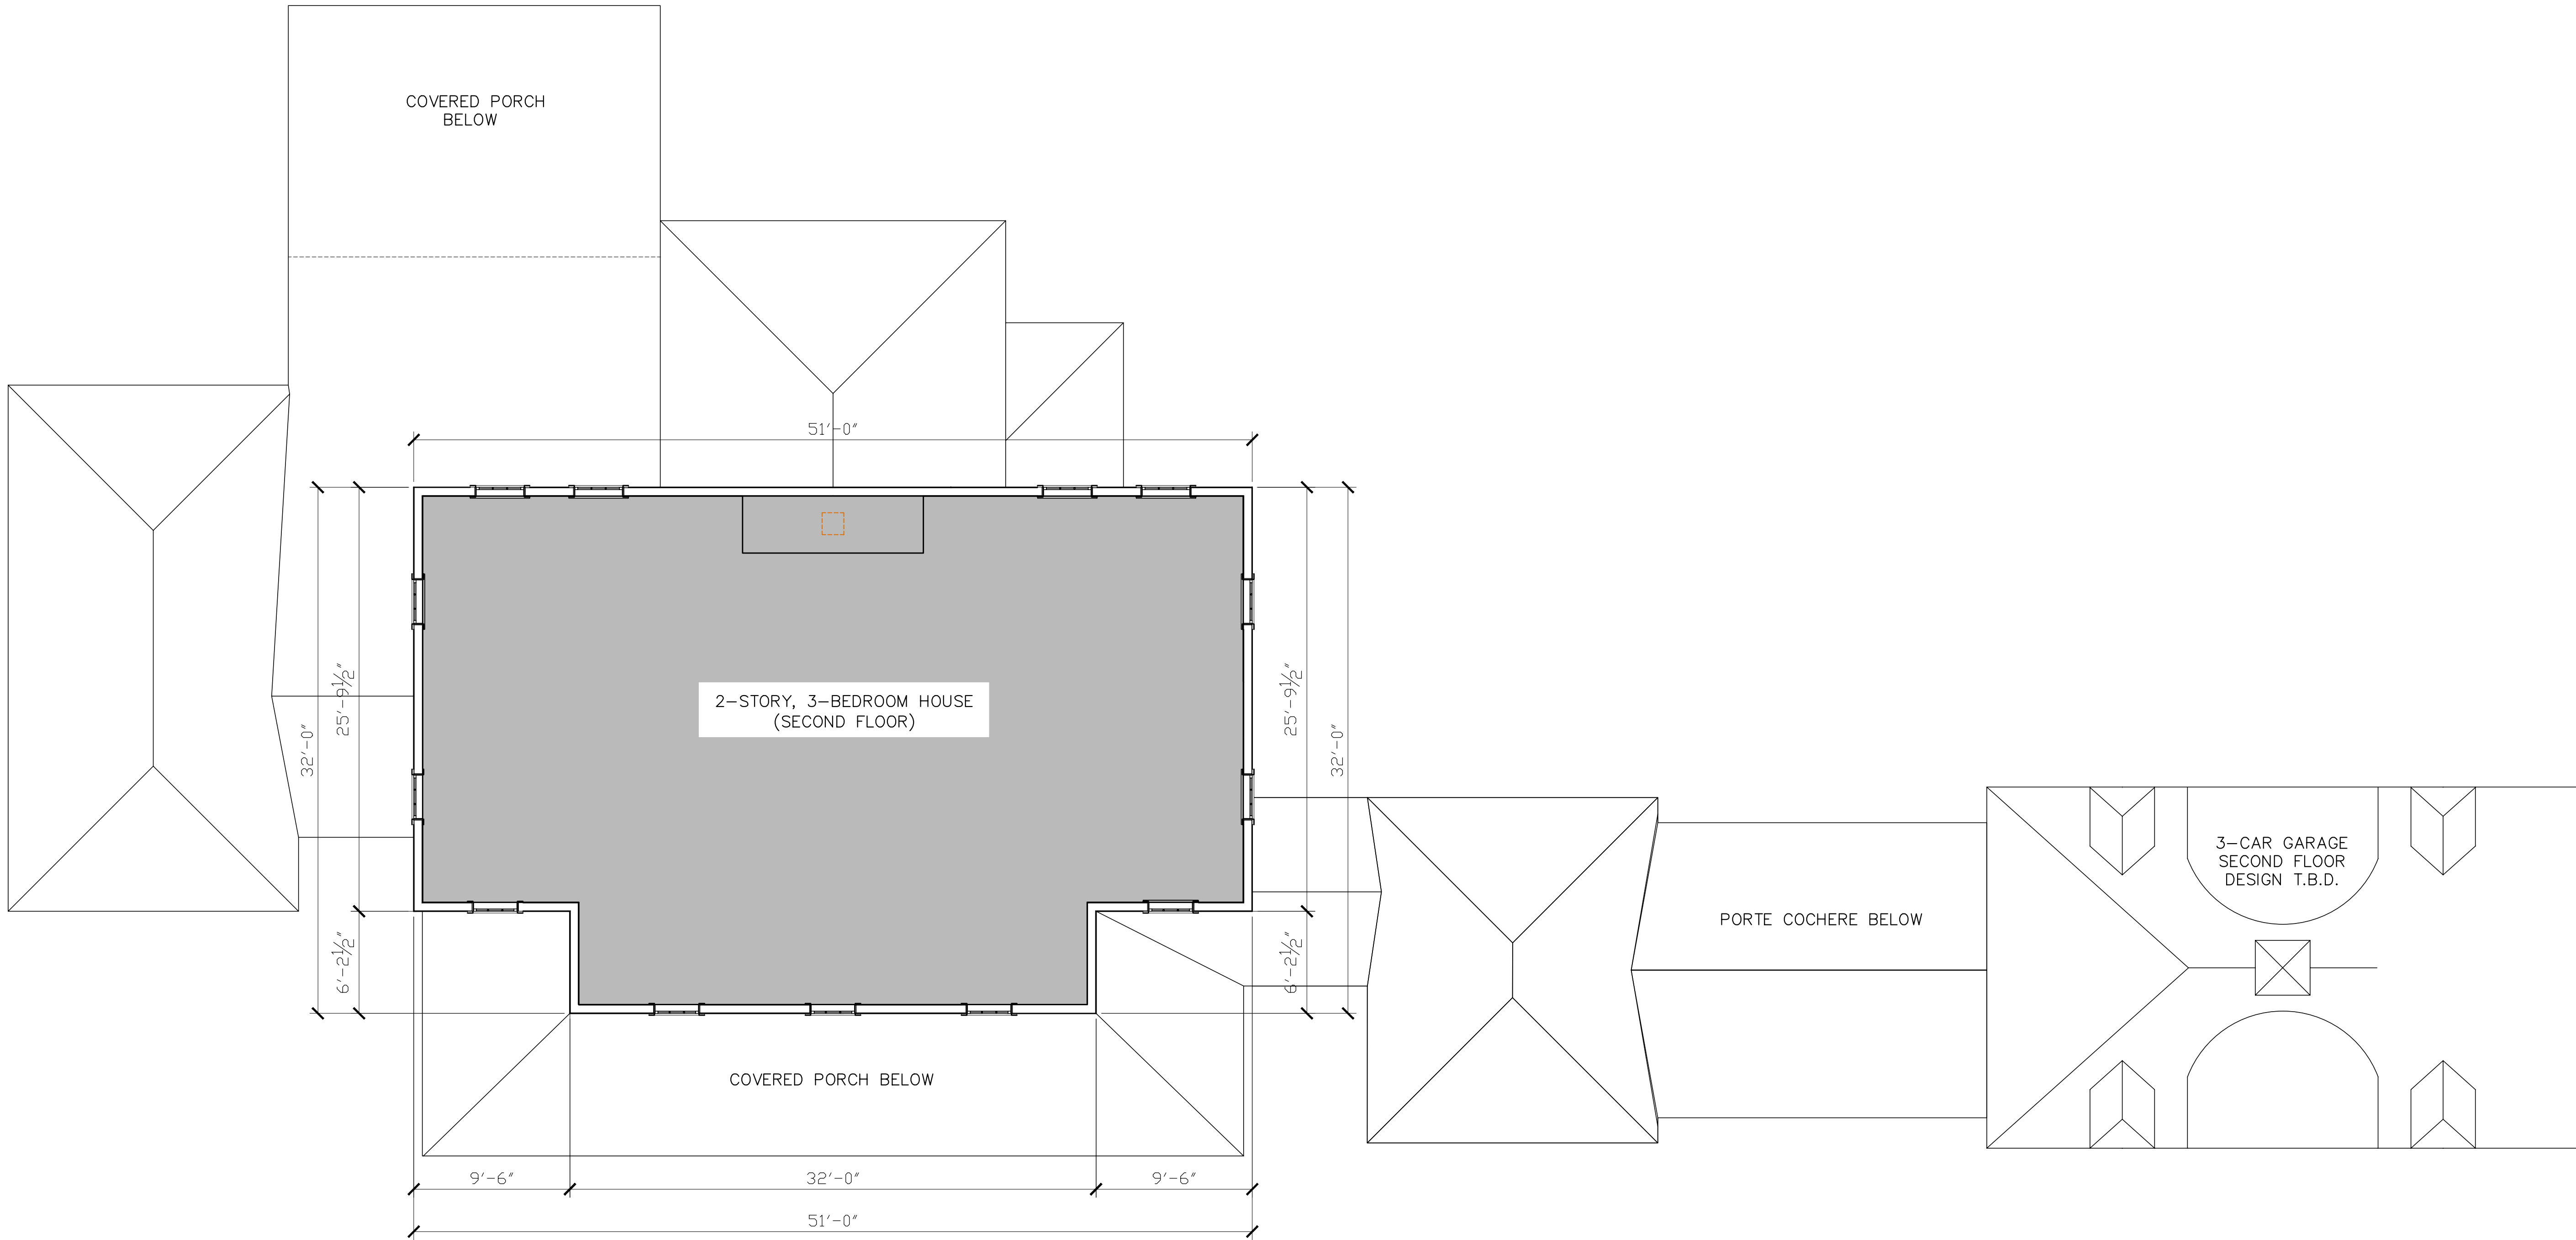 COVERED PORCH
BELOW
51'-0"
25'-9½"
32'-0"
6'-2½"
2-STORY, 3-BEDROOM HOUSE
(SECOND FLOOR)
25'-9½"
32'-0"
6'-2½"
3-CAR GARAGE
SECOND FLOOR
DESIGN T.B.D.
PORTE COCHERE BELOW
COVERED PORCH BELOW
9'-6"
32'-0"
9'-6"
51'-0"